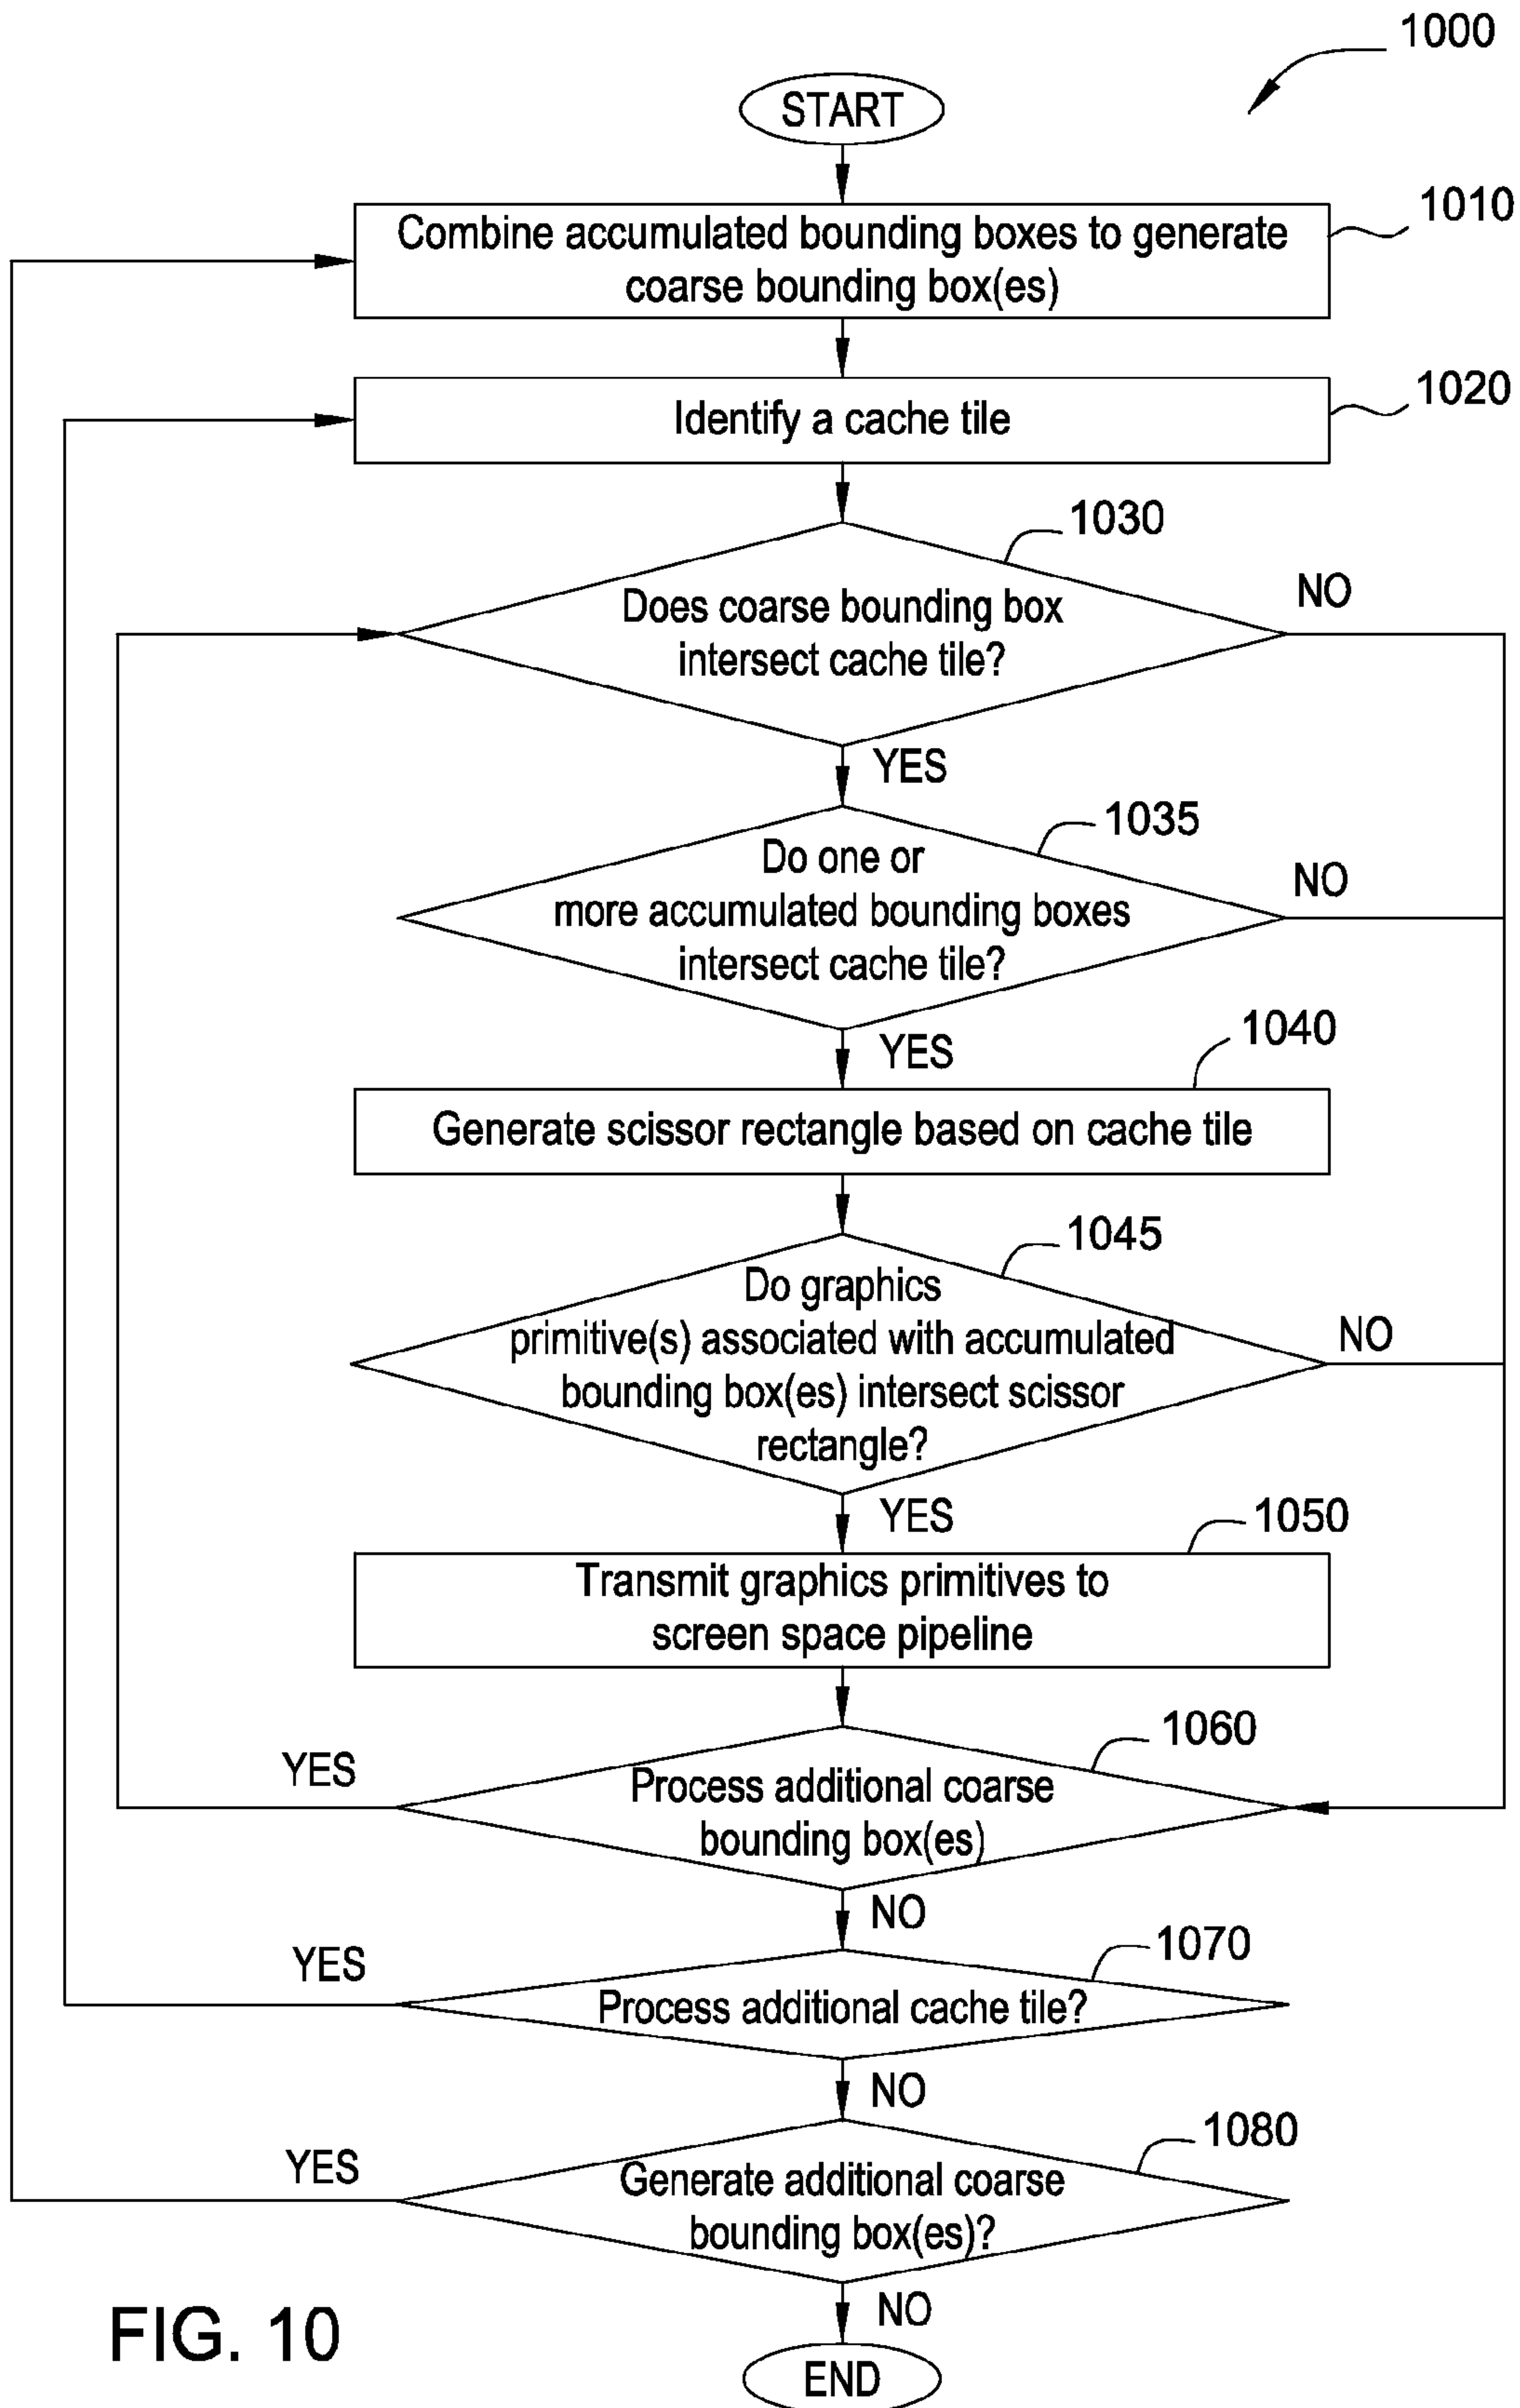 1000
START
Combine accumulated bounding boxes to generate
coarse bounding box(es)
1010
Identify a cache tile
1020
1030
Does coarse bounding box
intersect cache tile?
NO
YES
1035
Do one or
more accumulated bounding boxes
intersect cache tile?
NO
YES
1040
Generate scissor rectangle based on cache tile
1045
Do graphics
primitive(s) associated with accumulated
bounding box(es) intersect scissor
rectangle?
NO
YES
1050
Transmit graphics primitives to
screen space pipeline
1060
YES
Process additional coarse
bounding box(es)
NO
1070
YES
Process additional cache tile?
NO
1080
YES
Generate additional coarse
bounding box(es)?
NO
END
FIG. 10